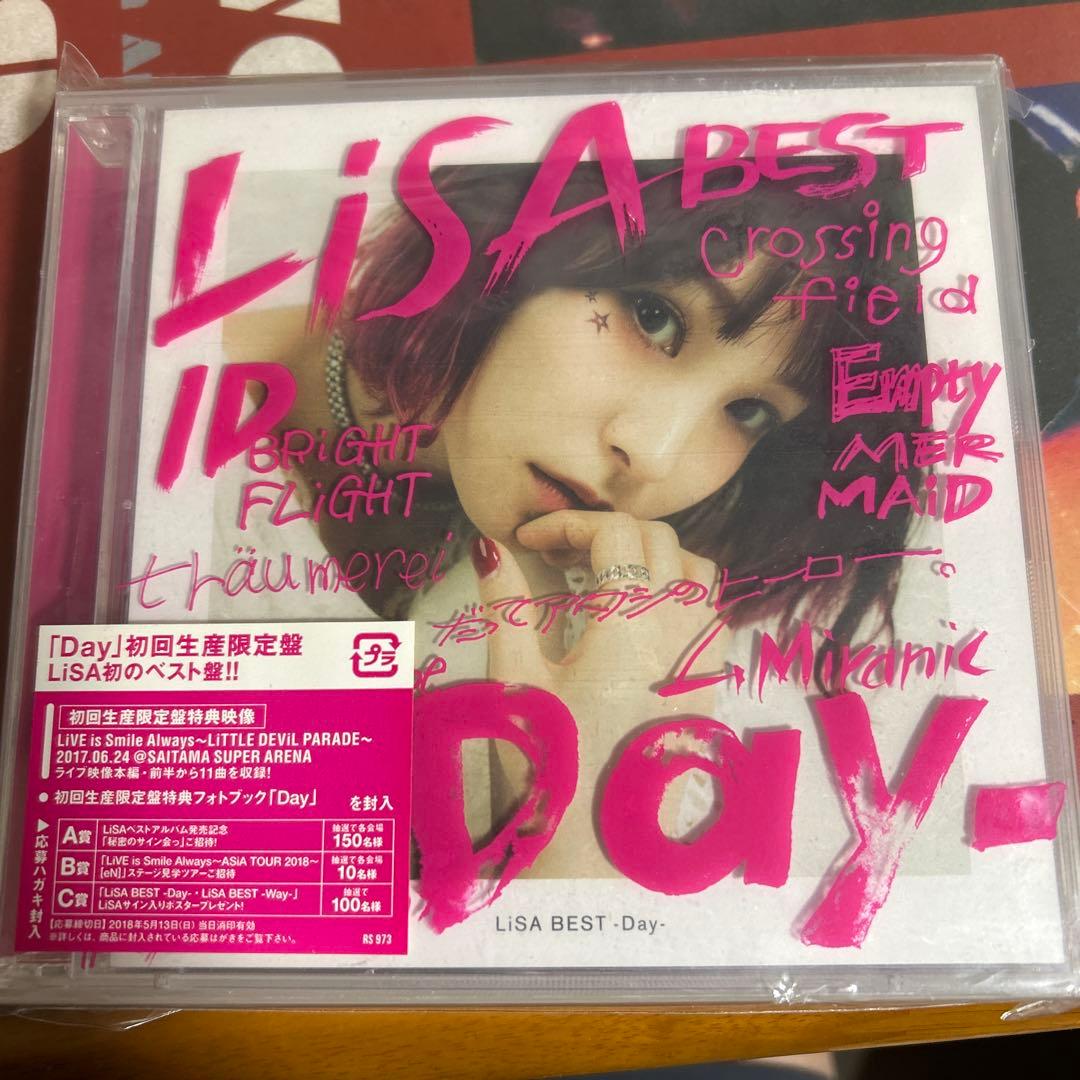 LiSA BEST
crossing
field
Empty
MER
MAiD
ID
BRiGHT
FLiGHT
träumerei
だってアタシのヒーロー。
Miranic
Day-
「Day」初回生産限定盤
LiSA初のベスト盤!!
プラ
初回生産限定盤特典映像
LiVE is Smile Always～LiTTLE DEViL PARADE～
2017.06.24 @SAITAMA SUPER ARENA
ライブ映像本編・前半から11曲を収録!
●初回生産限定盤特典フォトブック「Day」 を封入
▶応募ハガキ封入
A賞 LiSAベストアルバム発売記念「秘密のサイン会っ」ご招待! 抽選で各会場150名様
B賞 「LiVE is Smile Always～ASiA TOUR 2018～[eN]」ステージ見学ツアーご招待 抽選で各会場10名様
C賞 「LiSA BEST -Day-・LiSA BEST -Way-」LiSAサイン入りポスタープレゼント! 抽選で100名様
【応募締切日】2018年5月13日(日) 当日消印有効
※詳しくは、商品に封入されている応募はがきをご覧下さい。
RS 973
LiSA BEST -Day-